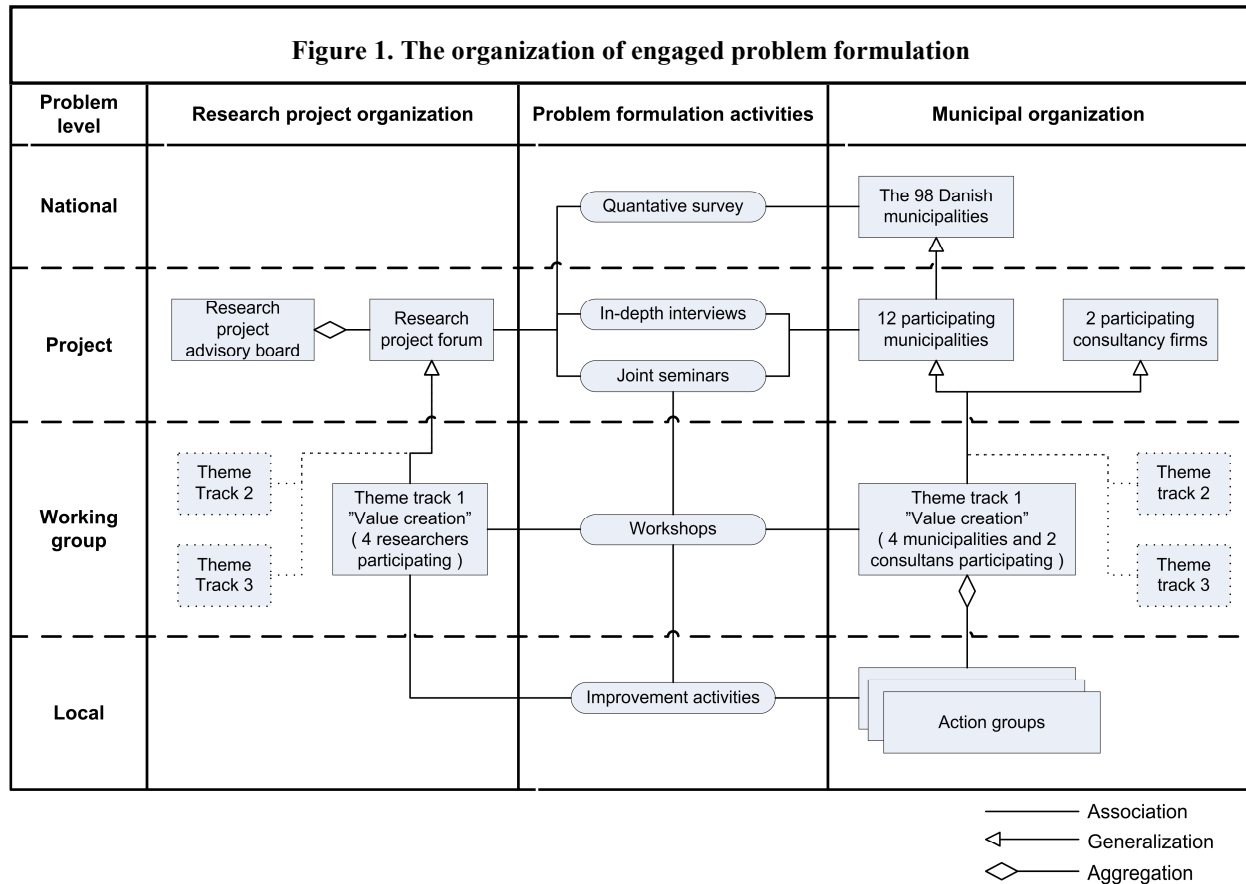 Figure 1. The organization of engaged problem formulation
Problem
level
Research project organization
Problem formulation activities
Municipal organization
National
Quantative survey
The 98 Danish
municipalities
Project
Research
project
advisory board
Research
project forum
In-depth interviews
Joint seminars
12 participating
municipalities
2 participating
consultancy firms
Working
group
Theme
Track 2
Theme
Track 3
Theme track 1
"Value creation"
( 4 researchers
participating )
Workshops
Theme track 1
"Value creation"
( 4 municipalities and 2
consultans participating )
Theme
track 2
Theme
track 3
Local
Improvement activities
Action groups
Association
Generalization
Aggregation